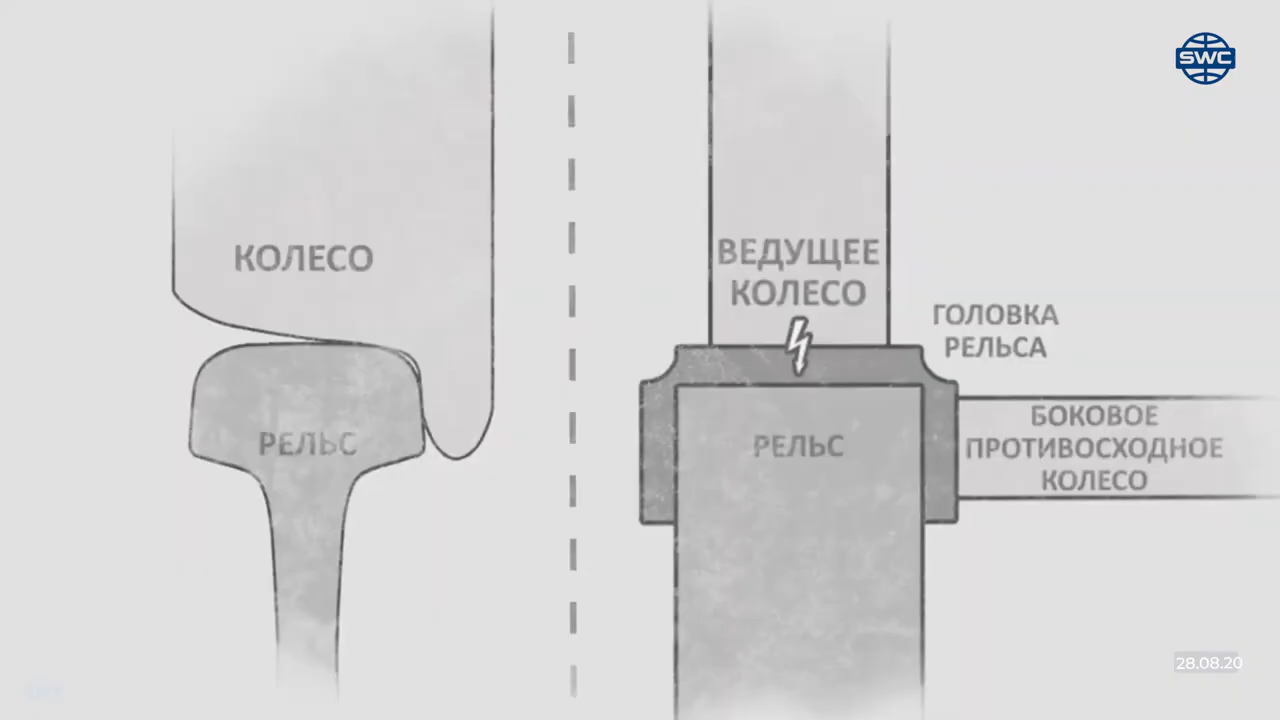 SWC
КОЛЕСО
РЕЛЬС
ВЕДУЩЕЕ
КОЛЕСО
ГОЛОВКА
РЕЛЬСА
РЕЛЬС
БОКОВОЕ
ПРОТИВОСХОДНОЕ
КОЛЕСО
28.08.20